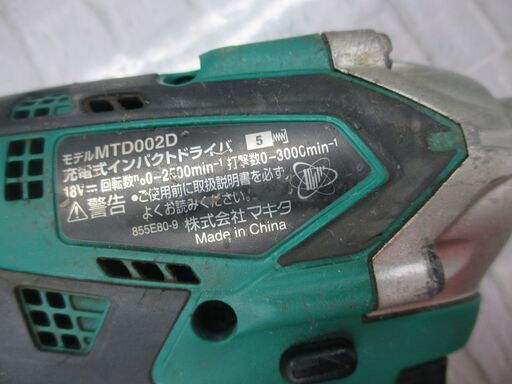 モデルMTD002D 5
充電式インパクトドライバ
18V 回転数n₀0-2500min⁻¹ 打撃数0-3000min⁻¹
警告 ・ご使用前に取扱説明書を必ず、
よくお読みください。
855E80-9 株式会社マキタ
Made in China